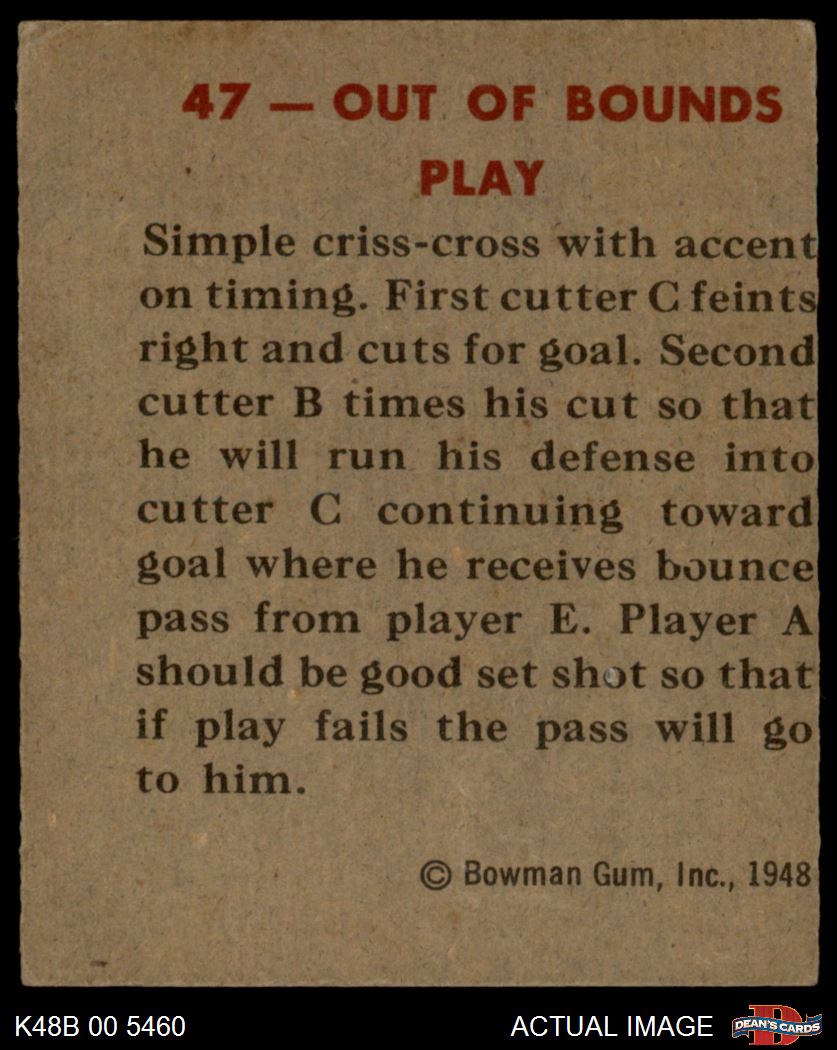 47 — OUT OF BOUNDS
PLAY
Simple criss-cross with accent
on timing. First cutter C feints
right and cuts for goal. Second
cutter B times his cut so that
he will run his defense into
cutter C continuing toward
goal where he receives bounce
pass from player E. Player A
should be good set shot so that
if play fails the pass will go
to him.
© Bowman Gum, Inc., 1948
K48B 00 5460
ACTUAL IMAGE
D
DEAN'S CARDS